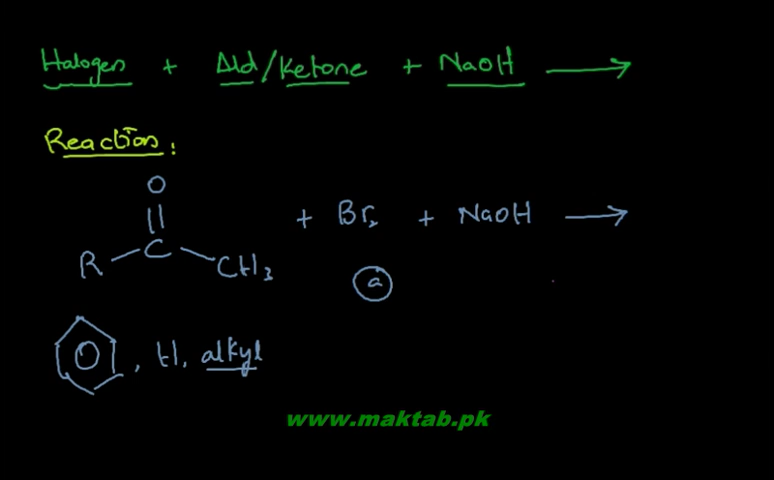 Halogen + Ald/Ketone + NaOH ⟶
Reaction:
O
||
R C CH₃ + Br₂ + NaOH ⟶
a
O, H, alkyl
www.maktab.pk